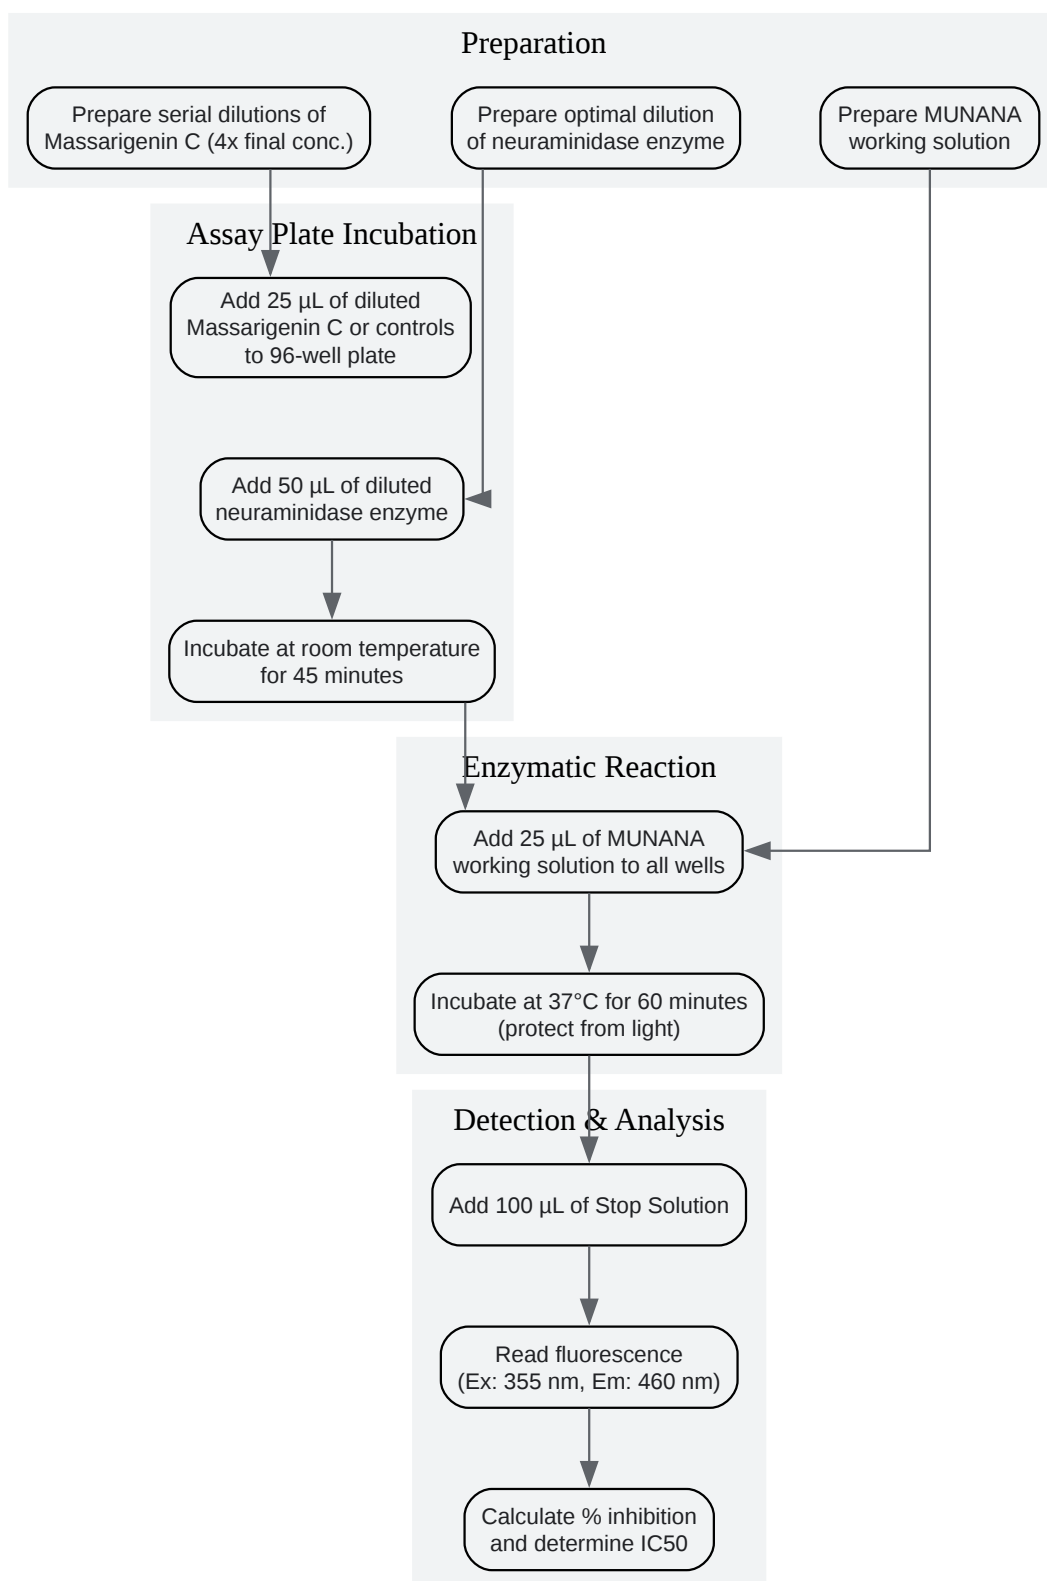 Preparation
Prepare serial dilutions of
Massarigenin C (4x final conc.)
Prepare optimal dilution
of neuraminidase enzyme
Prepare MUNANA
working solution
Assay Plate Incubation
Add 25 µL of diluted
Massarigenin C or controls
to 96-well plate
Add 50 µL of diluted
neuraminidase enzyme
Incubate at room temperature
for 45 minutes
Enzymatic Reaction
Add 25 µL of MUNANA
working solution to all wells
Incubate at 37°C for 60 minutes
(protect from light)
Detection & Analysis
Add 100 µL of Stop Solution
Read fluorescence
(Ex: 355 nm, Em: 460 nm)
Calculate % inhibition
and determine IC50